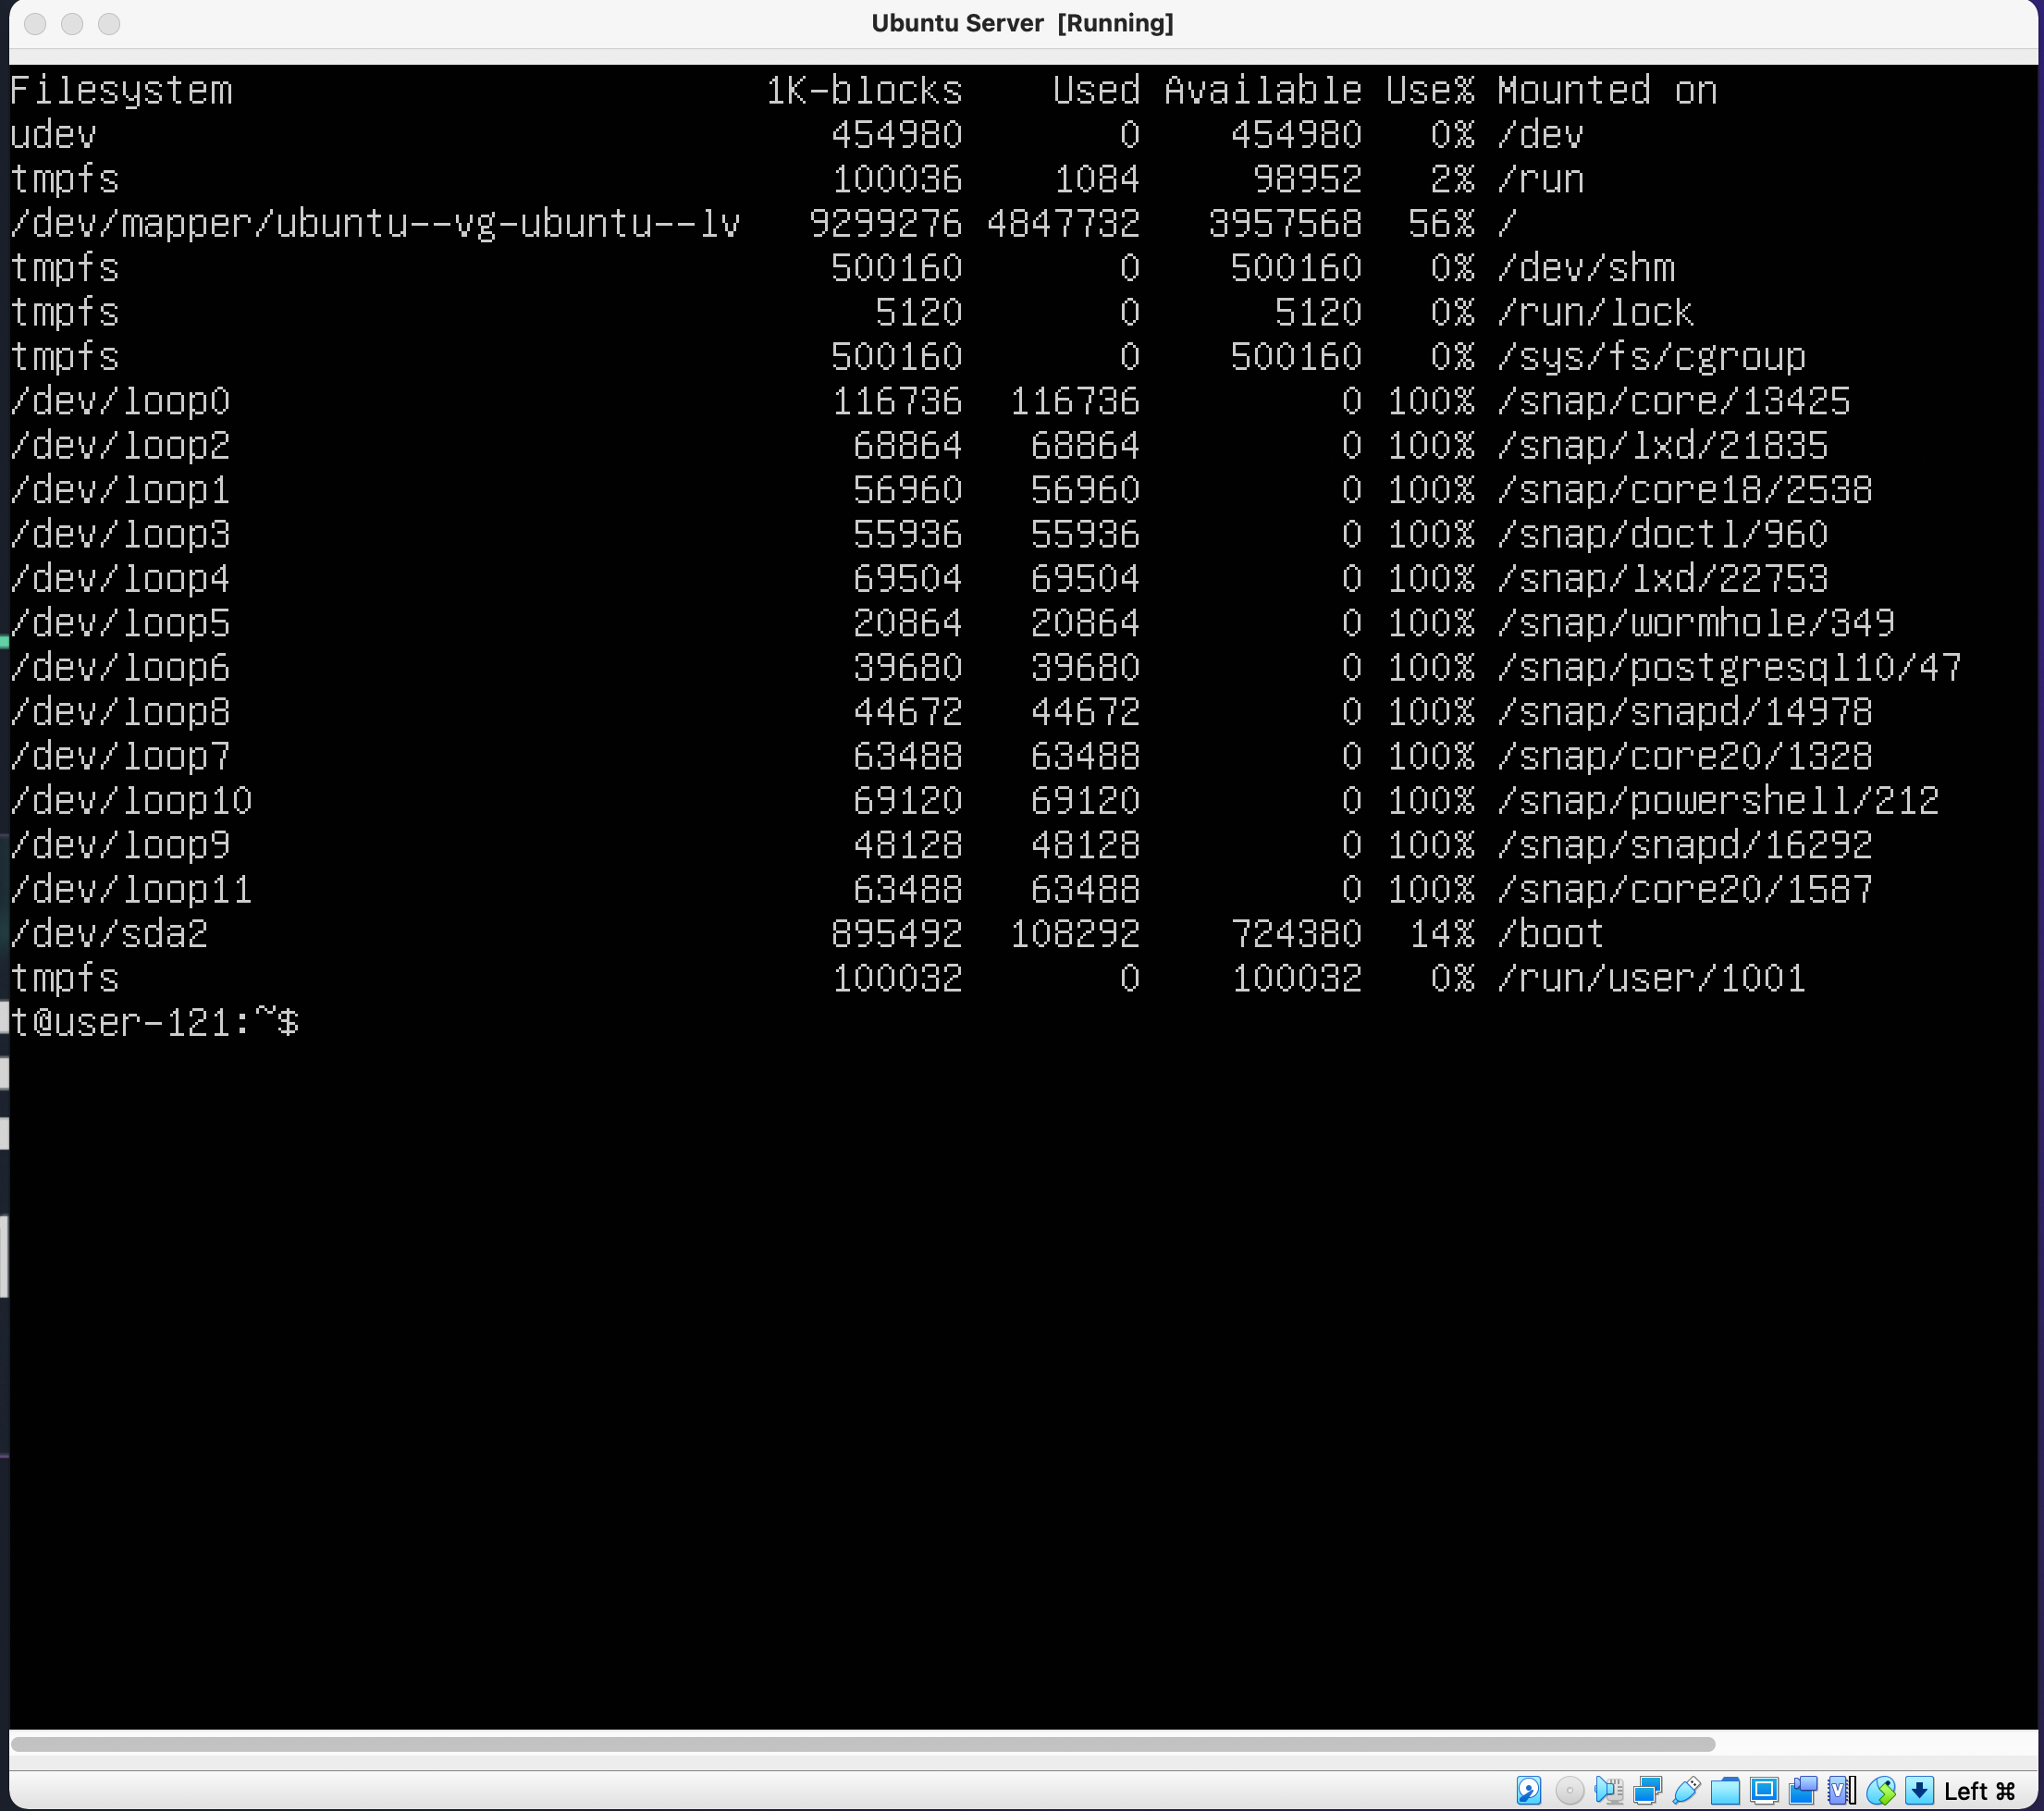 Ubuntu Server [Running]
Filesystem 1K-blocks Used Available Use% Mounted on
udev 454980 0 454980 0% /dev
tmpfs 100036 1084 98952 2% /run
/dev/mapper/ubuntu--vg-ubuntu--lv 9299276 4847732 3957568 56% /
tmpfs 500160 0 500160 0% /dev/shm
tmpfs 5120 0 5120 0% /run/lock
tmpfs 500160 0 500160 0% /sys/fs/cgroup
/dev/loop0 116736 116736 0 100% /snap/core/13425
/dev/loop2 68864 68864 0 100% /snap/lxd/21835
/dev/loop1 56960 56960 0 100% /snap/core18/2538
/dev/loop3 55936 55936 0 100% /snap/doctl/960
/dev/loop4 69504 69504 0 100% /snap/lxd/22753
/dev/loop5 20864 20864 0 100% /snap/wormhole/349
/dev/loop6 39680 39680 0 100% /snap/postgresql10/47
/dev/loop8 44672 44672 0 100% /snap/snapd/14978
/dev/loop7 63488 63488 0 100% /snap/core20/1328
/dev/loop10 69120 69120 0 100% /snap/powershell/212
/dev/loop9 48128 48128 0 100% /snap/snapd/16292
/dev/loop11 63488 63488 0 100% /snap/core20/1587
/dev/sda2 895492 108292 724380 14% /boot
tmpfs 100032 0 100032 0% /run/user/1001
t@user-121:~$
Left ⌘